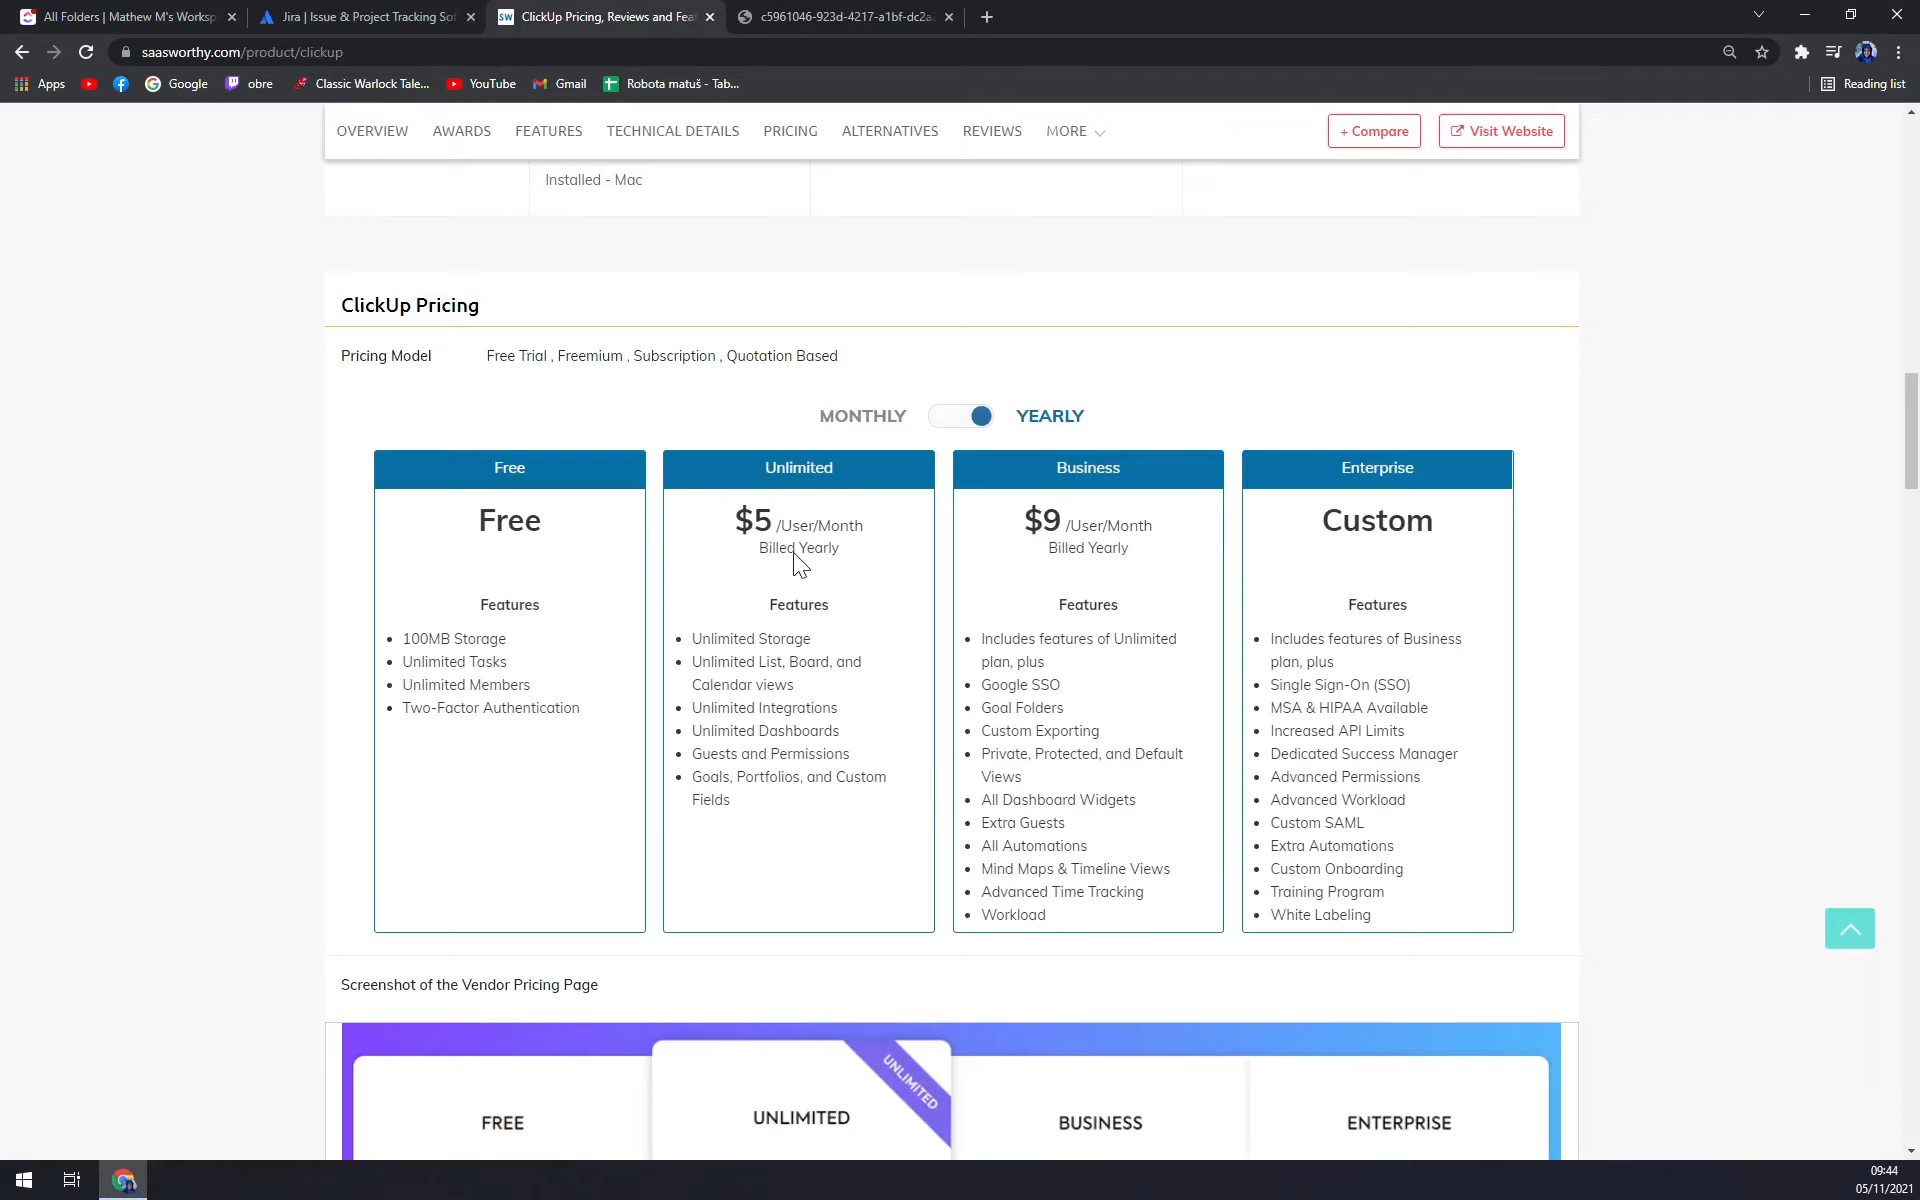 All Folders | Mathew M's Worksp
Jira | Issue & Project Tracking Sof
SW ClickUp Pricing, Reviews and Feat
c5961046-923d-4217-a1bf-dc2a
saasworthy.com/product/clickup
Apps
Google
obre
Classic Warlock Tale...
YouTube
Gmail
Robota matuš - Tab...
Reading list
OVERVIEW
AWARDS
FEATURES
TECHNICAL DETAILS
PRICING
ALTERNATIVES
REVIEWS
MORE
+ Compare
Visit Website
Installed - Mac
ClickUp Pricing
Pricing Model
Free Trial , Freemium , Subscription , Quotation Based
MONTHLY
YEARLY
Free
Free
Features
100MB Storage
Unlimited Tasks
Unlimited Members
Two-Factor Authentication
Unlimited
$5 /User/Month
Billed Yearly
Features
Unlimited Storage
Unlimited List, Board, and
Calendar views
Unlimited Integrations
Unlimited Dashboards
Guests and Permissions
Goals, Portfolios, and Custom
Fields
Business
$9 /User/Month
Billed Yearly
Features
Includes features of Unlimited
plan, plus
Google SSO
Goal Folders
Custom Exporting
Private, Protected, and Default
Views
All Dashboard Widgets
Extra Guests
All Automations
Mind Maps & Timeline Views
Advanced Time Tracking
Workload
Enterprise
Custom
Features
Includes features of Business
plan, plus
Single Sign-On (SSO)
MSA & HIPAA Available
Increased API Limits
Dedicated Success Manager
Advanced Permissions
Advanced Workload
Custom SAML
Extra Automations
Custom Onboarding
Training Program
White Labeling
Screenshot of the Vendor Pricing Page
FREE
UNLIMITED
UNLIMITED
BUSINESS
ENTERPRISE
09:44
05/11/2021